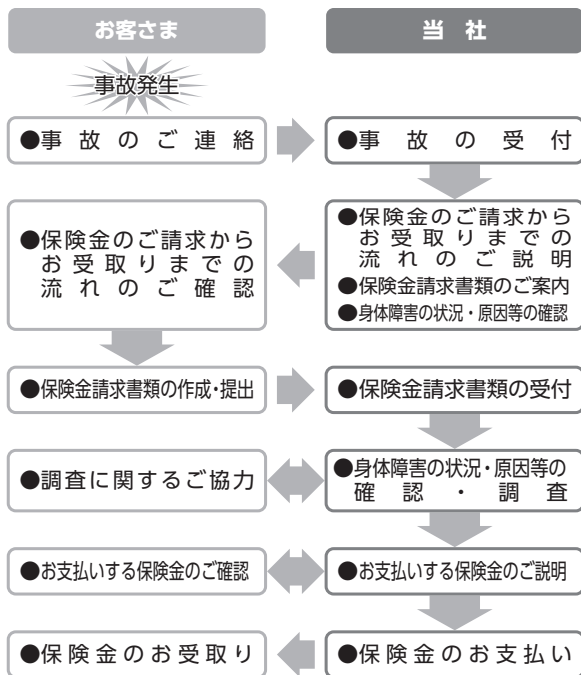 お客さま
当社
事故発生
●事故のご連絡
●事故の受付
●保険金のご請求から
お受取りまでの
流れのご説明
●保険金請求書類のご案内
●身体障害の状況・原因等の確認
●保険金のご請求から
お受取りまでの
流れのご確認
●保険金請求書類の作成・提出
●保険金請求書類の受付
●調査に関するご協力
●身体障害の状況・原因等の
確認・調査
●お支払いする保険金のご確認
●お支払いする保険金のご説明
●保険金のお受取り
●保険金のお支払い